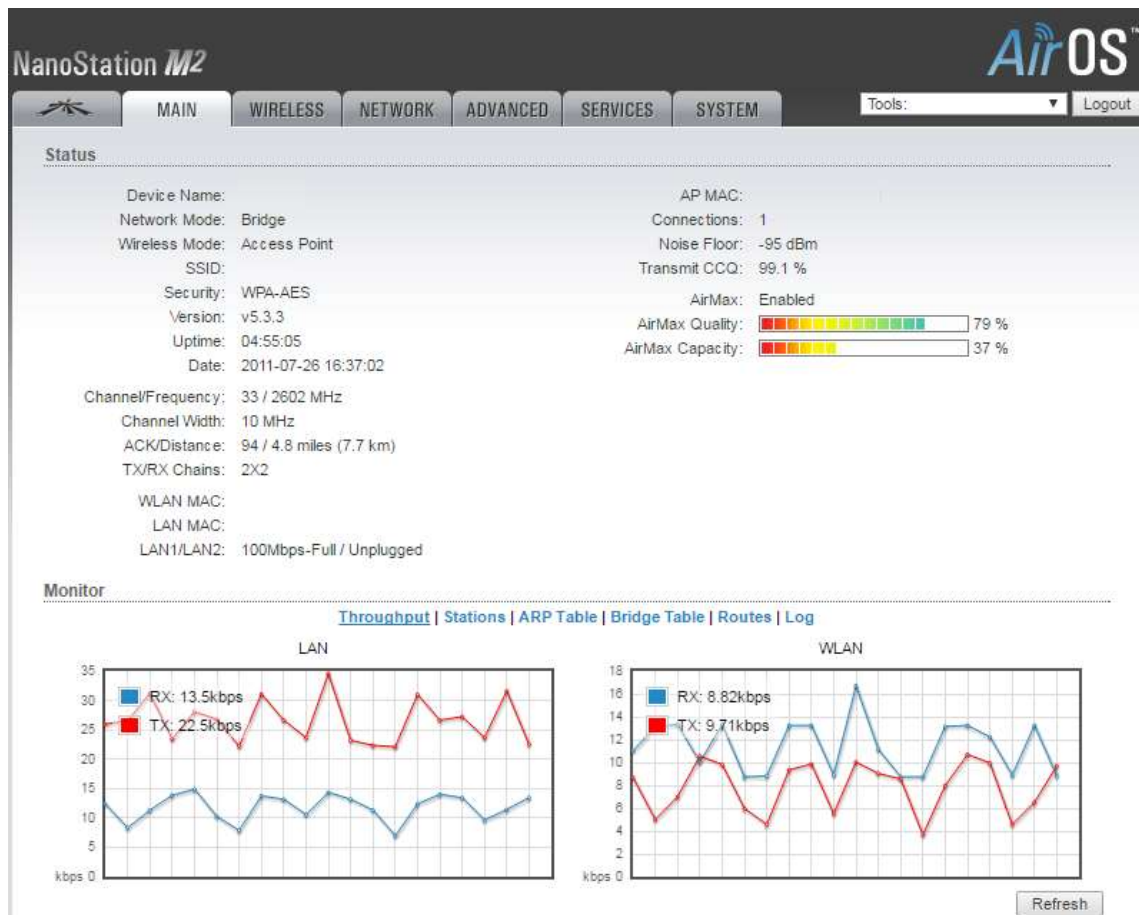 NanoStation M2
AirOS™
MAIN WIRELESS NETWORK ADVANCED SERVICES SYSTEM Tools: Logout
Status
Device Name:
Network Mode: Bridge
Wireless Mode: Access Point
SSID:
Security: WPA-AES
Version: v5.3.3
Uptime: 04:55:05
Date: 2011-07-26 16:37:02
Channel/Frequency: 33 / 2602 MHz
Channel Width: 10 MHz
ACK/Distance: 94 / 4.8 miles (7.7 km)
TX/RX Chains: 2X2
WLAN MAC:
LAN MAC:
LAN1/LAN2: 100Mbps-Full / Unplugged
AP MAC:
Connections: 1
Noise Floor: -95 dBm
Transmit CCQ: 99.1 %
AirMax: Enabled
AirMax Quality: 79 %
AirMax Capacity: 37 %
Monitor
Throughput | Stations | ARP Table | Bridge Table | Routes | Log
LAN
35
30
25
20
15
10
5
kbps 0
RX: 13.5kbps
TX: 22.5kbps
WLAN
18
16
14
12
10
8
6
4
2
kbps 0
RX: 8.82kbps
TX: 9.71kbps
Refresh